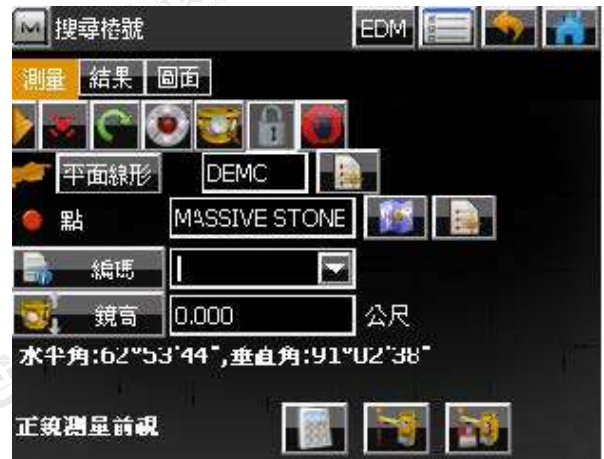 搜尋樁號 EDM
測量 結果 圖面
平面線形 DEMC
點 MASSIVE STONE
編碼
鏡高 0.000 公尺
水平角:62°53'44",垂直角:91°02'38"
正鏡測量前視